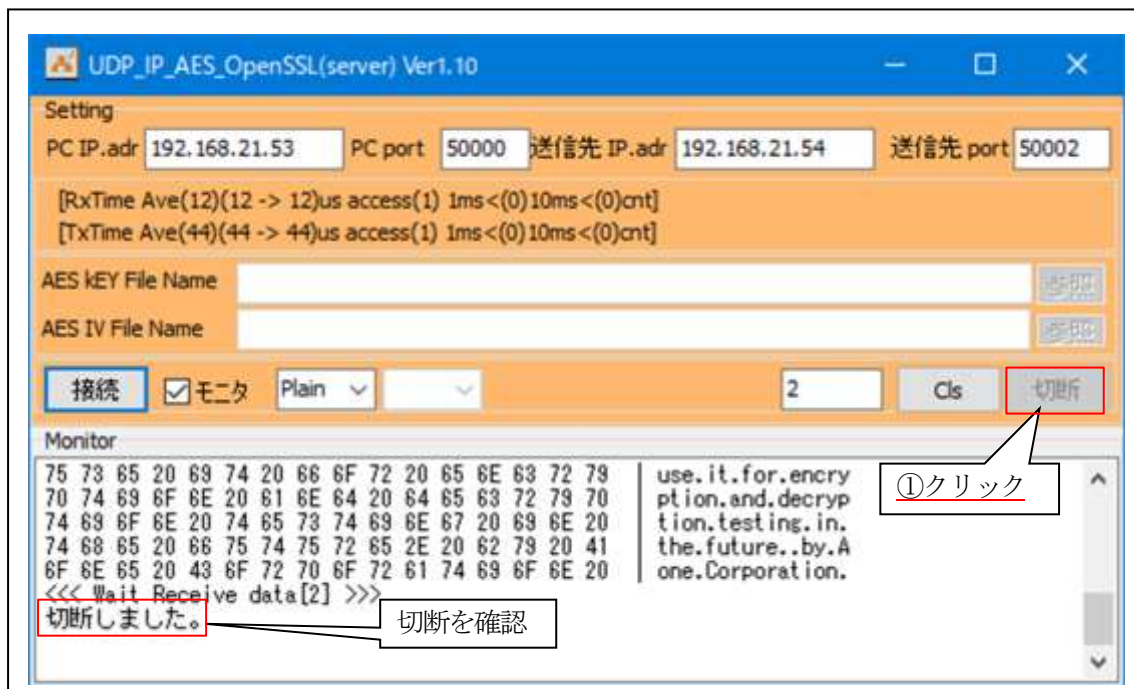 UDP_IP_AES_OpenSSL(server) Ver1.10
Setting
PC IP.adr 192.168.21.53 PC port 50000 送信先 IP.adr 192.168.21.54 送信先 port 50002
[RxTime Ave(12)(12 -> 12)us access(1) 1ms<(0)10ms<(0)cnt]
[TxTime Ave(44)(44 -> 44)us access(1) 1ms<(0)10ms<(0)cnt]
AES kEY File Name 参照
AES IV File Name 参照
接続 モニタ Plain 2 Cls 切断
Monitor
75 73 65 20 69 74 20 66 6F 72 20 65 6E 63 72 79 | use.it.for.encry
70 74 69 6F 6E 20 61 6E 64 20 64 65 63 72 79 70 | ption.and.decryp
74 69 6F 6E 20 74 65 73 74 69 6E 67 20 69 6E 20 | tion.testing.in.
74 68 65 20 66 75 74 75 72 65 2E 20 62 79 20 41 | the.future..by.A
6F 6E 65 20 43 6F 72 70 6F 72 61 74 69 6F 6E 20 | one.Corporation.
<<< Wait Receive data[2] >>>
切断しました。
①クリック
切断を確認